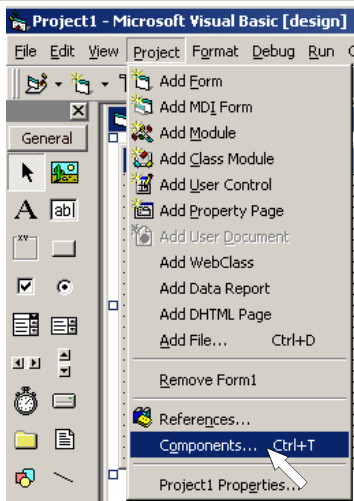 Project1 - Microsoft Visual Basic [design]
File Edit View Project Format Debug Run
General
Add Form
Add MDI Form
Add Module
Add Class Module
Add User Control
Add Property Page
Add User Document
Add WebClass
Add Data Report
Add DHTML Page
Add File... Ctrl+D
Remove Form1
References...
Components... Ctrl+T
Project1 Properties...
A ab|
xv